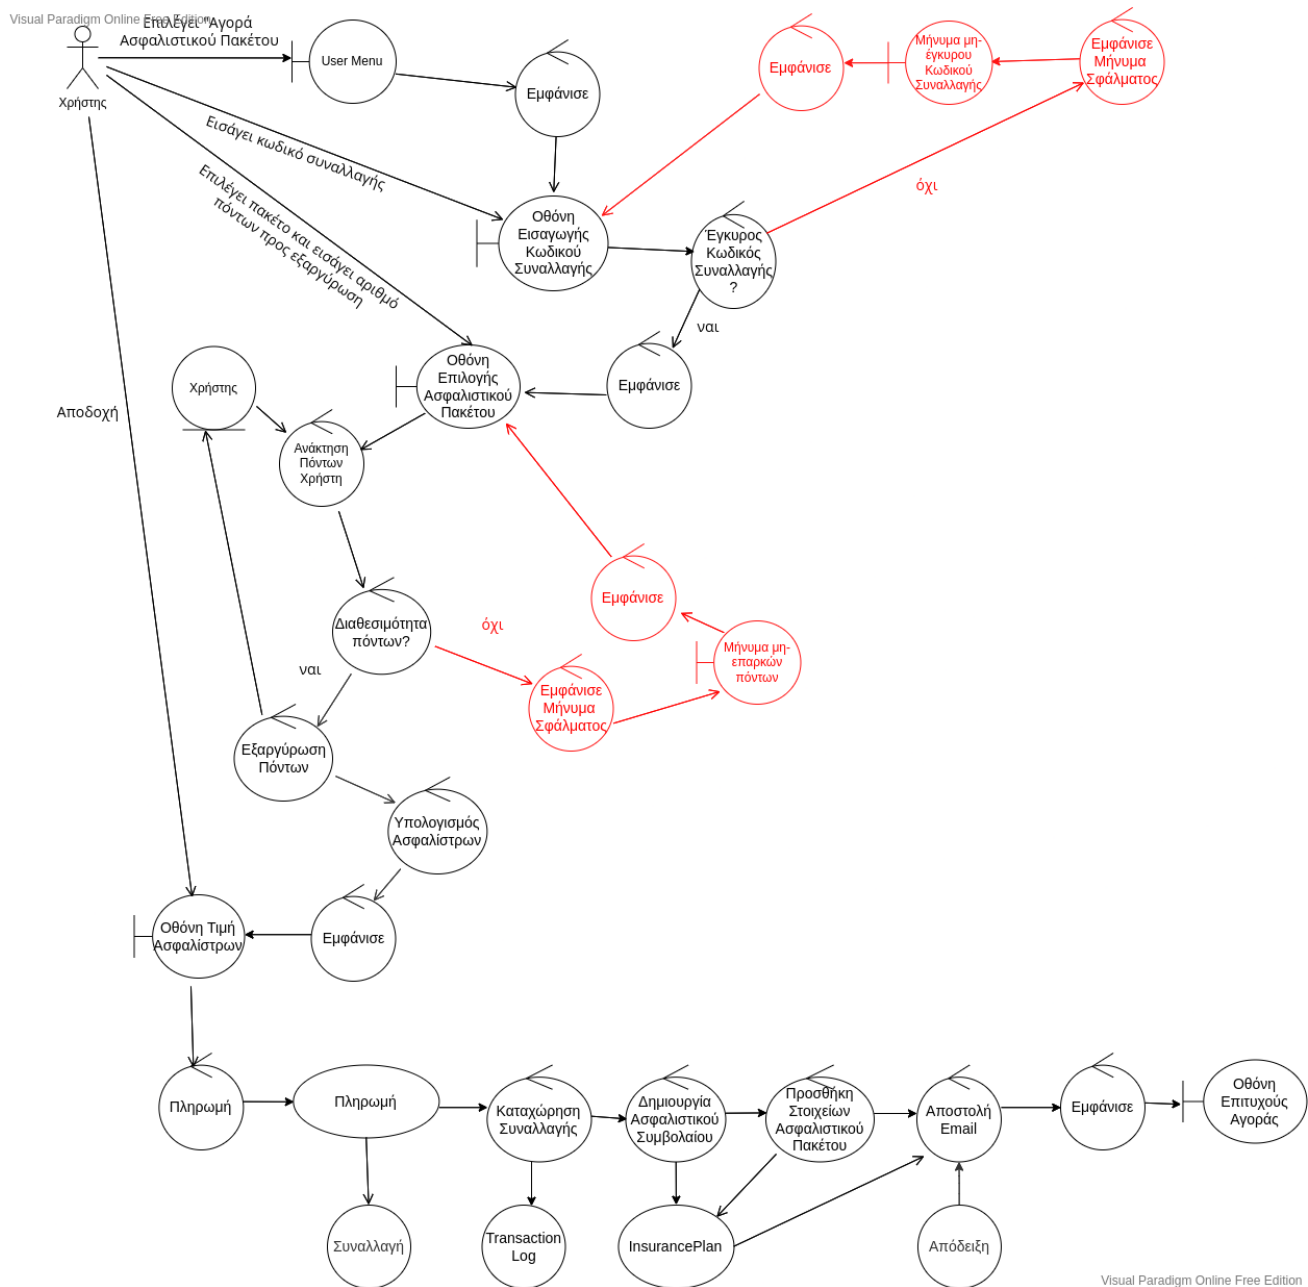 Visual Paradigm Online Free Edition
Επιλέγει "Αγορά
Ασφαλιστικού Πακέτου
User Menu
Εμφάνισε
Εμφάνισε
Μήνυμα μη-
έγκυρου
Κωδικού
Συναλλαγής
Εμφάνισε
Μήνυμα
Σφάλματος
Χρήστης
Εισάγει κωδικό συναλλαγής
Επιλέγει πακέτο και εισάγει αριθμό
πόντων προς εξαργύρωση
όχι
Οθόνη
Εισαγωγής
Κωδικού
Συναλλαγής
Έγκυρος
Κωδικός
Συναλλαγής
?
ναι
Χρήστης
Οθόνη
Επιλογής
Ασφαλιστικού
Πακέτου
Εμφάνισε
Αποδοχή
Ανάκτηση
Πόντων
Χρήστη
Εμφάνισε
Διαθεσιμότητα
πόντων?
όχι
Μήνυμα μη-
επαρκών
πόντων
ναι
Εμφάνισε
Μήνυμα
Σφάλματος
Εξαργύρωση
Πόντων
Υπολογισμός
Ασφαλίστρων
Οθόνη Τιμή
Ασφαλίστρων
Εμφάνισε
Πληρωμή
Πληρωμή
Καταχώρηση
Συναλλαγής
Δημιουργία
Ασφαλιστικού
Συμβολαίου
Προσθήκη
Στοιχείων
Ασφαλιστικού
Πακέτου
Αποστολή
Email
Εμφάνισε
Οθόνη
Επιτυχούς
Αγοράς
Συναλλαγή
Transaction
Log
InsurancePlan
Απόδειξη
Visual Paradigm Online Free Edition